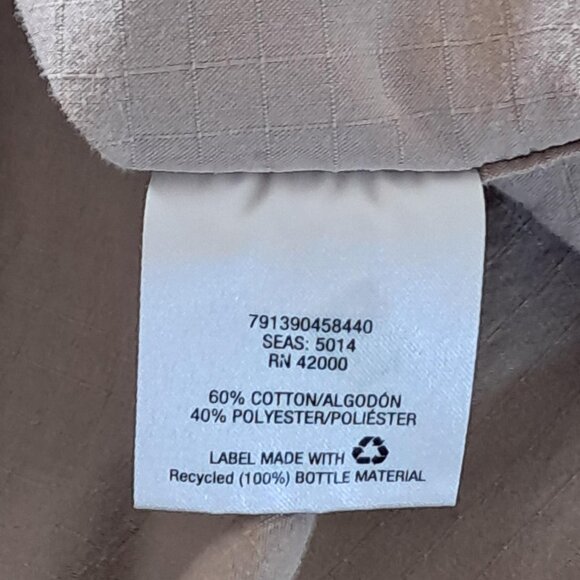 791390458440
SEAS: 5014
RN 42000
60% COTTON/ALGODÓN
40% POLYESTER/POLIÉSTER
LABEL MADE WITH
Recycled (100%) BOTTLE MATERIAL